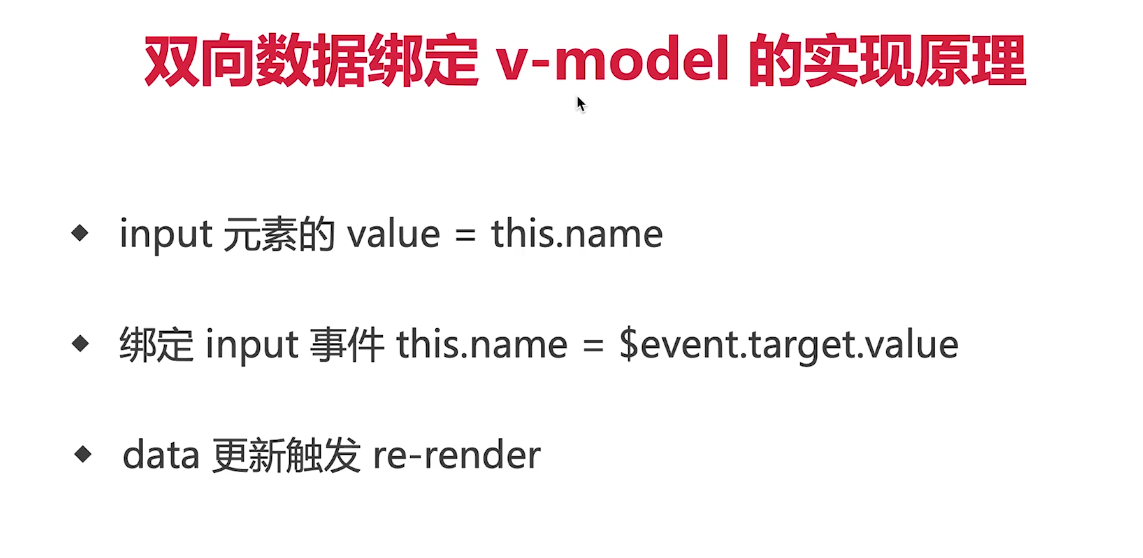 双向数据绑定 v-model 的实现原理
◆ input 元素的 value = this.name
◆ 绑定 input 事件 this.name = $event.target.value
◆ data 更新触发 re-render